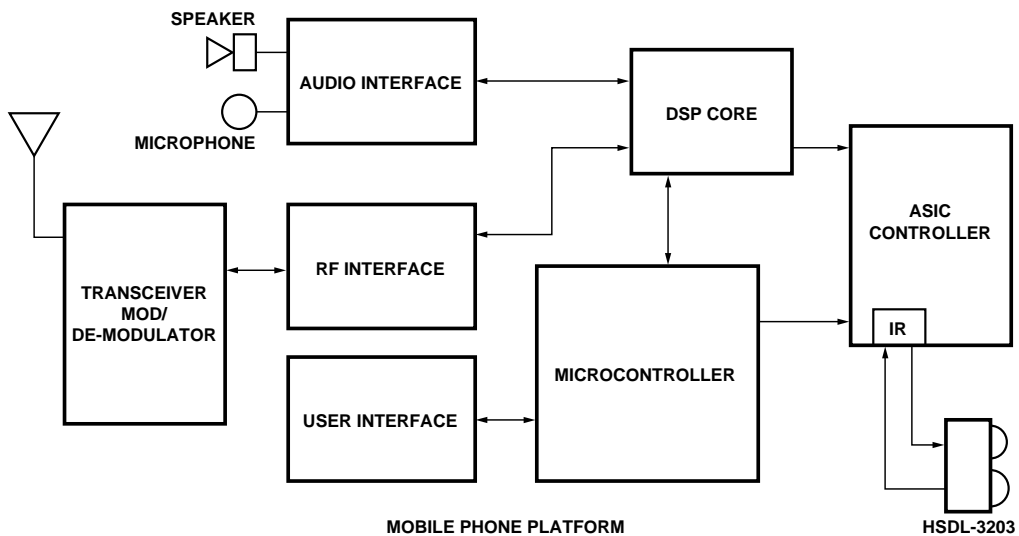 SPEAKER
AUDIO INTERFACE
MICROPHONE
DSP CORE
ASIC
CONTROLLER
RF INTERFACE
TRANSCEIVER
MOD/
DE-MODULATOR
IR
MICROCONTROLLER
USER INTERFACE
MOBILE PHONE PLATFORM
HSDL-3203